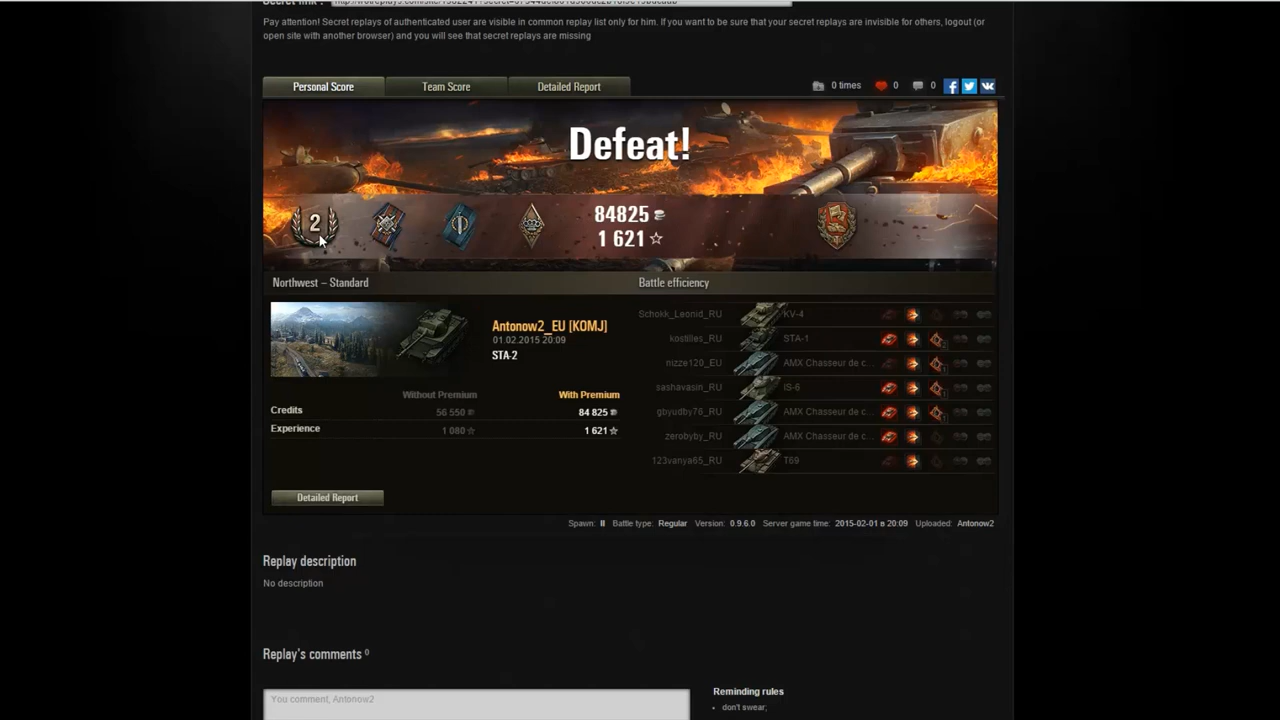 Pay attention! Secret replays of authenticated user are visible in common replay list only for him. If you want to be sure that your secret replays are invisible for others, logout (or
open site with another browser) and you will see that secret replays are missing
Personal Score
Team Score
Detailed Report
0 times
0
0
Defeat!
2
84825
1 621
Northwest – Standard
Battle efficiency
Antonow2_EU [KOMJ]
01.02.2015 20:09
STA-2
Without Premium
With Premium
Credits
56 550
84 825
Experience
1 080
1 621
Schokk_Leonid_RU
KV-4
kostilles_RU
STA-1
nizze129_EU
AMX Chasseur de c...
sashavasin_RU
IS-6
gbyudby76_RU
AMX Chasseur de c...
zerobyby_RU
AMX Chasseur de c...
123vanya65_RU
T69
Detailed Report
Spawn: II Battle type: Regular Version: 0.9.6.0 Server game time: 2015-02-01 в 20:09 Uploaded: Antonow2
Replay description
No description
Replay's comments 0
You comment, Antonow2
Reminding rules
don't swear;